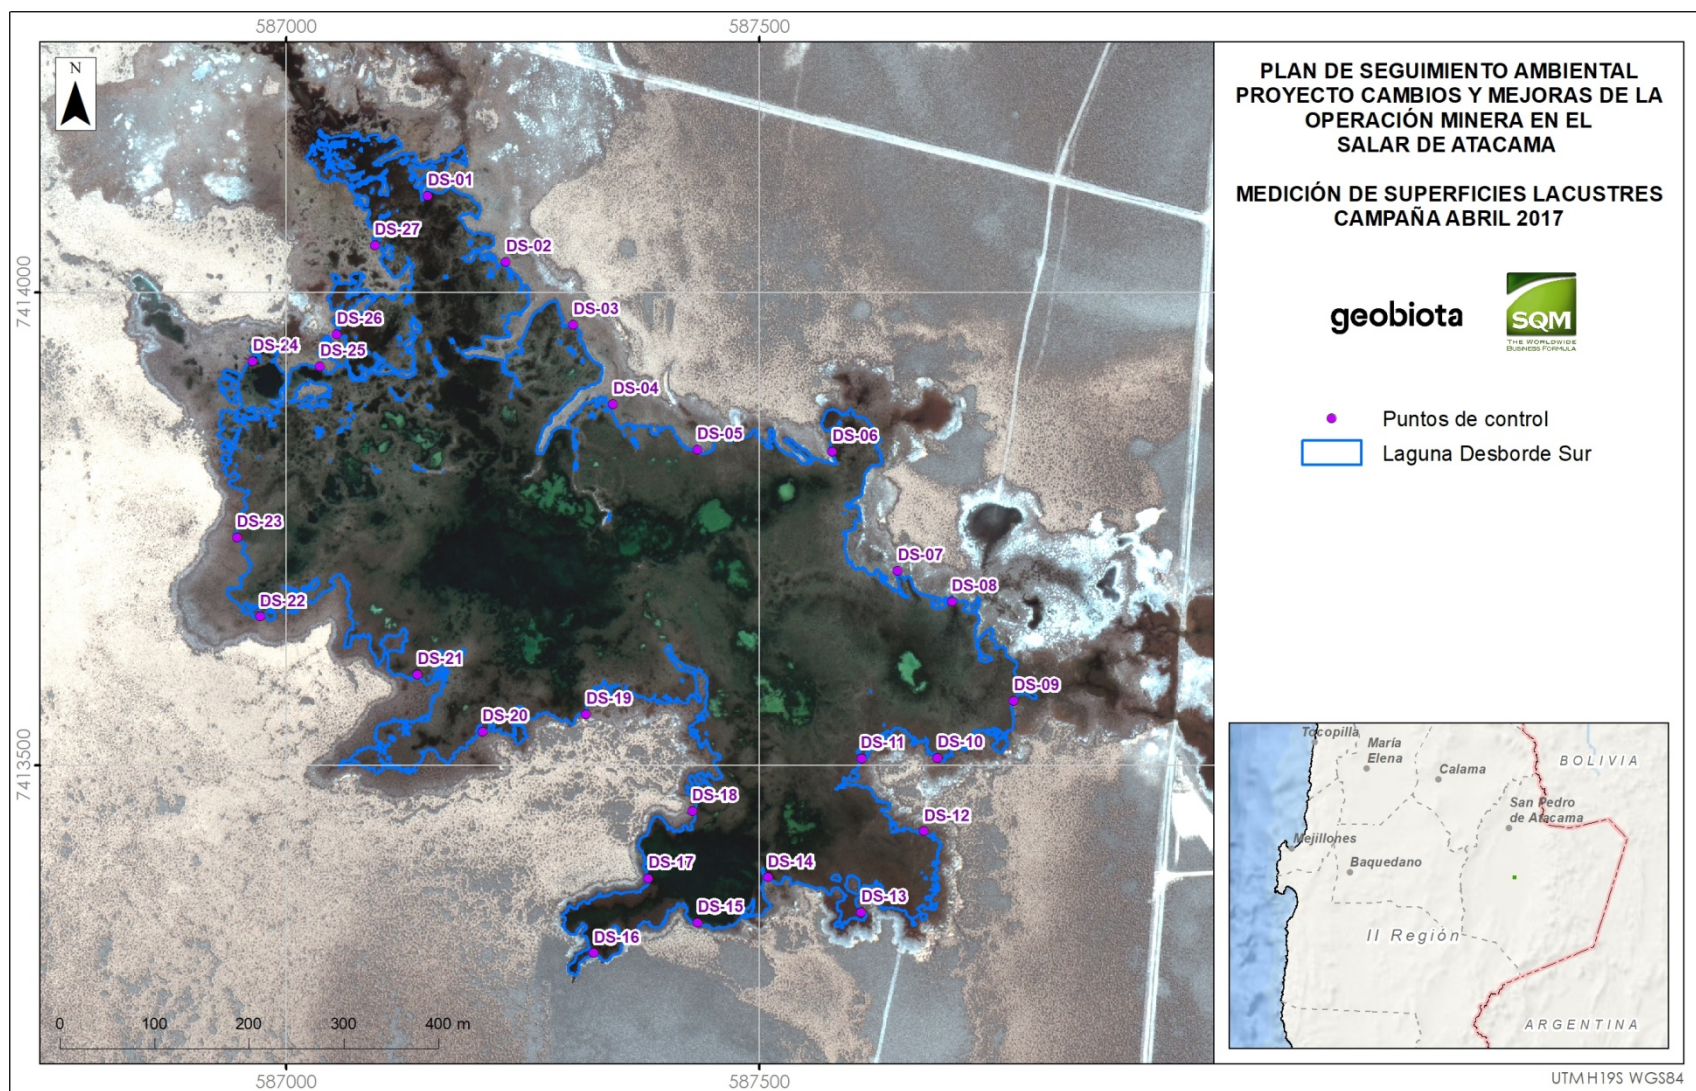 587000
587500
PLAN DE SEGUIMIENTO AMBIENTAL
PROYECTO CAMBIOS Y MEJORAS DE LA
OPERACIÓN MINERA EN EL
SALAR DE ATACAMA
MEDICIÓN DE SUPERFICIES LACUSTRES
CAMPAÑA ABRIL 2017
geobiota
SQM
THE WORLDWIDE
BUSINESS FORMULA
Puntos de control
Laguna Desborde Sur
N
DS-01
DS-27
DS-02
7414000
DS-03
DS-26
DS-24
DS-25
DS-04
DS-05
DS-06
DS-23
DS-07
DS-08
DS-22
DS-21
DS-09
DS-19
DS-20
DS-11
DS-10
7413500
DS-18
DS-12
DS-17
DS-14
DS-15
DS-13
DS-16
0
100
200
300
400 m
587000
587500
Tocopilla
María
Elena
Calama
BOLIVIA
San Pedro
de Atacama
Mejillones
Baquedano
II Región
ARGENTINA
UTM H19S WGS84